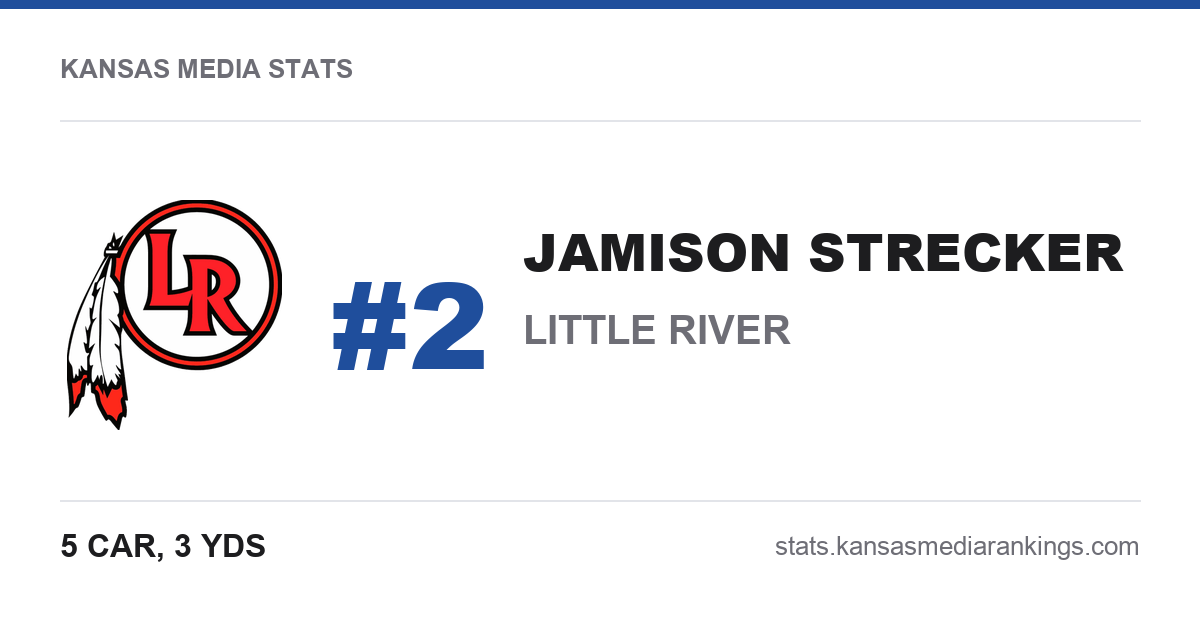 KANSAS MEDIA STATS
LR
#2
JAMISON STRECKER
LITTLE RIVER
5 CAR, 3 YDS
stats.kansasmediarankings.com